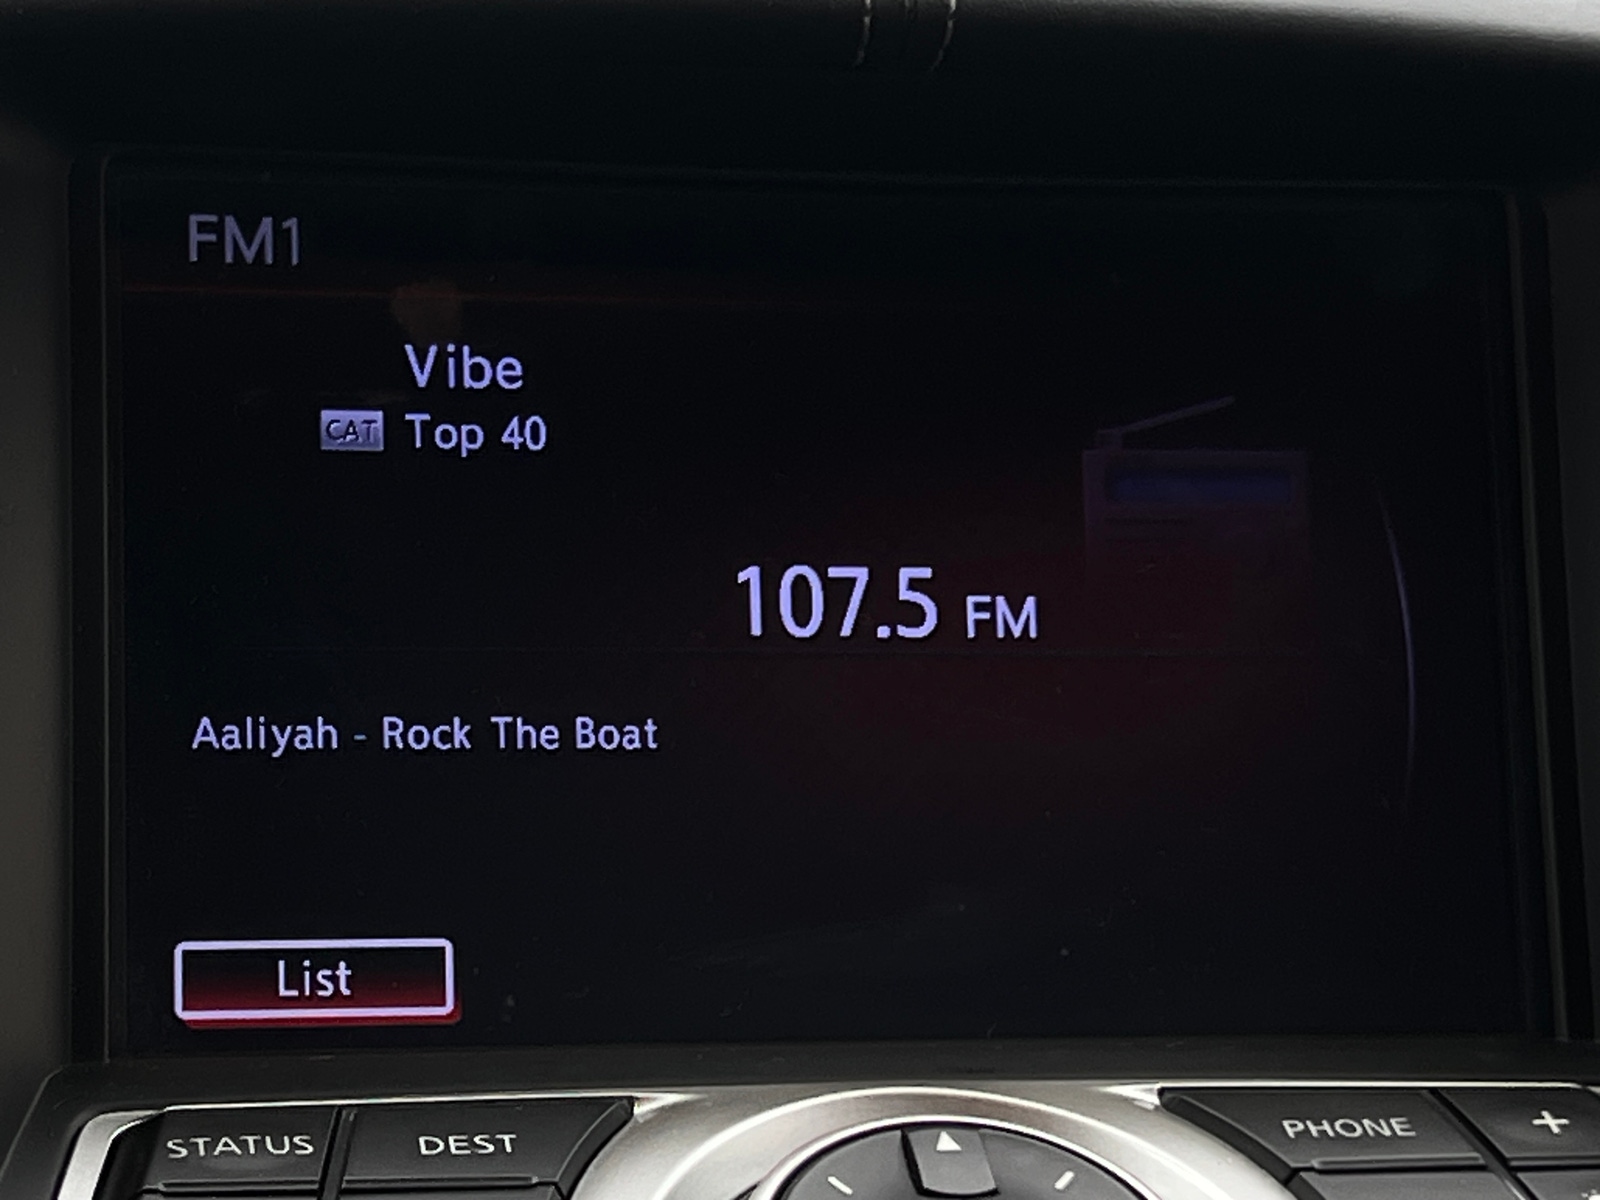 FM1
Vibe
CAT Top 40
107.5 FM
Aaliyah - Rock The Boat
List
STATUS DEST PHONE +